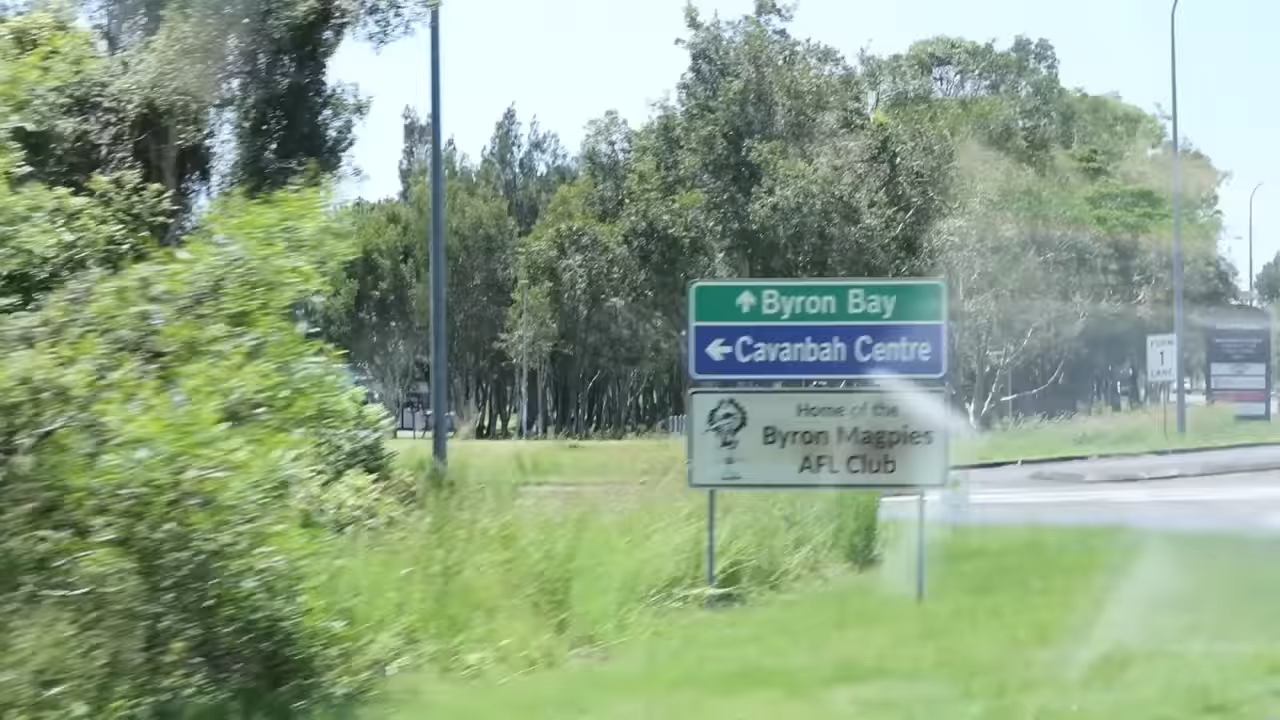 Byron Bay
Cavanbah Centre
Home of the
Byron Magpies
AFL Club
FORM
1
LANE